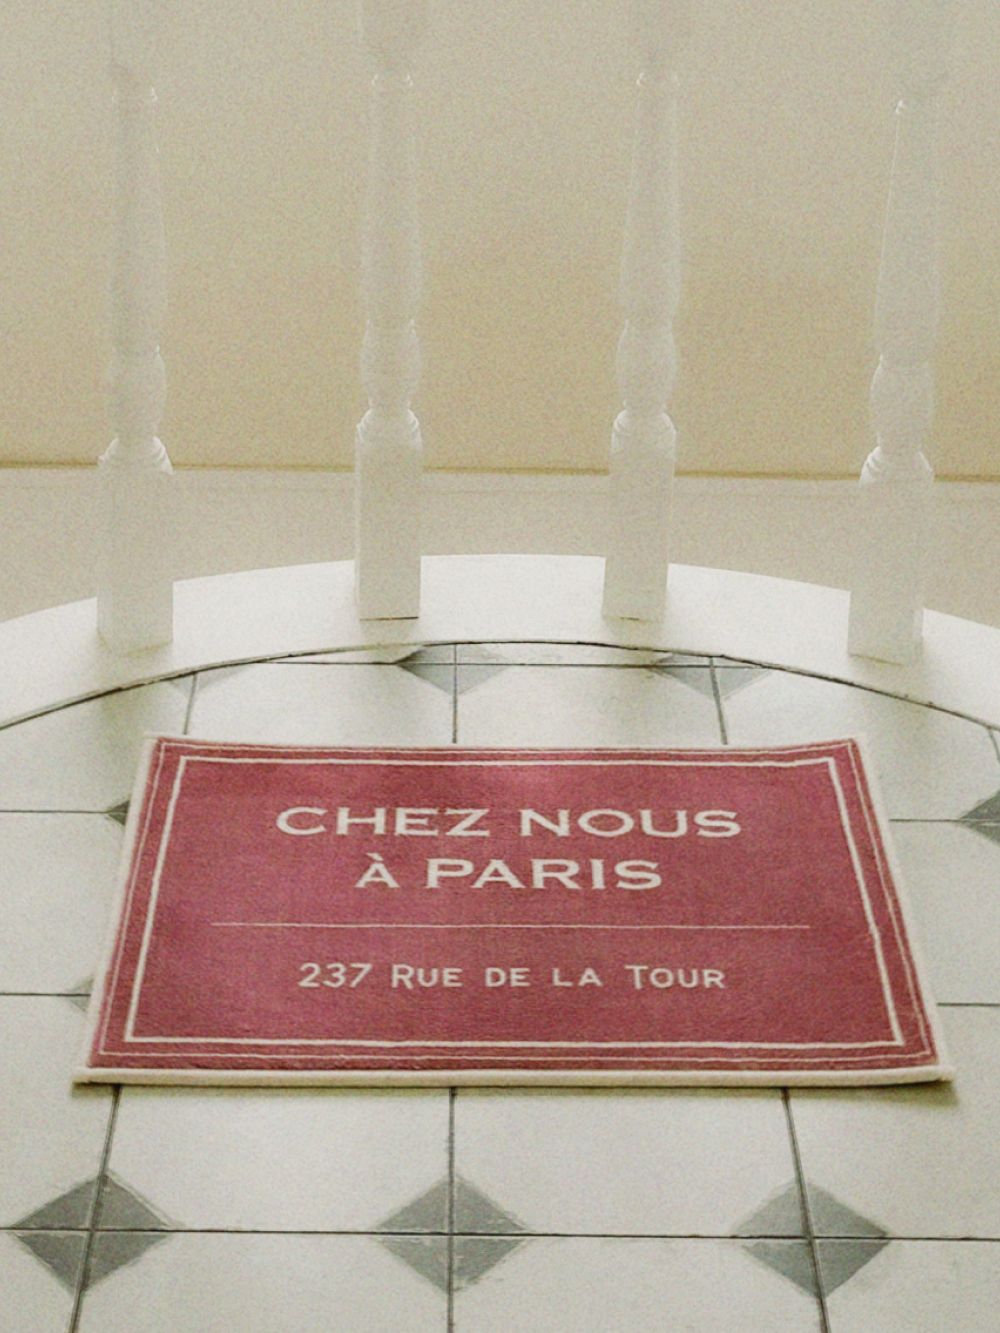 CHEZ NOUS
À PARIS
237 RUE DE LA TOUR